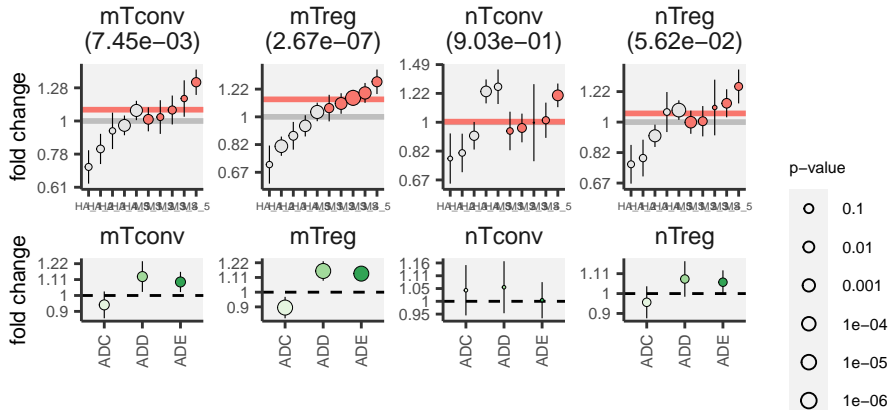 mTconv mTreg nTconv nTreg
(7.45e−03) (2.67e−07) (9.03e−01) (5.62e−02)
fold change
1.28
1
0.78
0.61
1.22
1
0.82
0.67
1.49
1.22
1
0.82
0.67
1.22
1
0.82
0.67
mTconv mTreg nTconv nTreg
fold change
1.22
1.11
1
0.9
1.22
1.11
1
0.9
1.16
1.11
1.05
1
0.95
1.11
1
0.9
ADC ADD ADE
ADC ADD ADE
ADC ADD ADE
ADC ADD ADE
p−value
0.1
0.01
0.001
1e−04
1e−05
1e−06